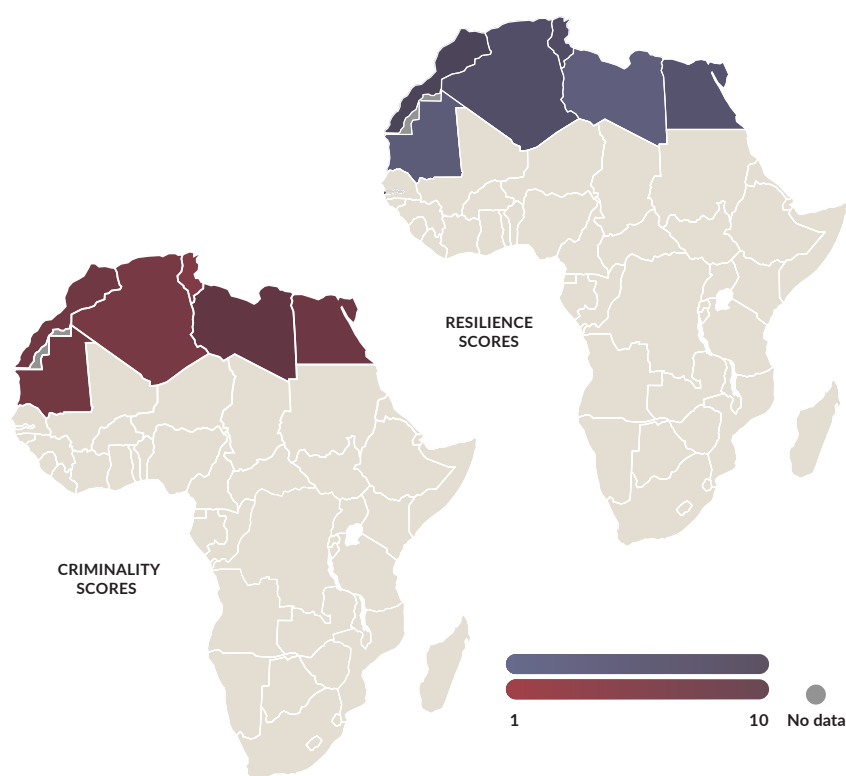 RESILIENCE
SCORES
CRIMINALITY
SCORES
1
10
No data